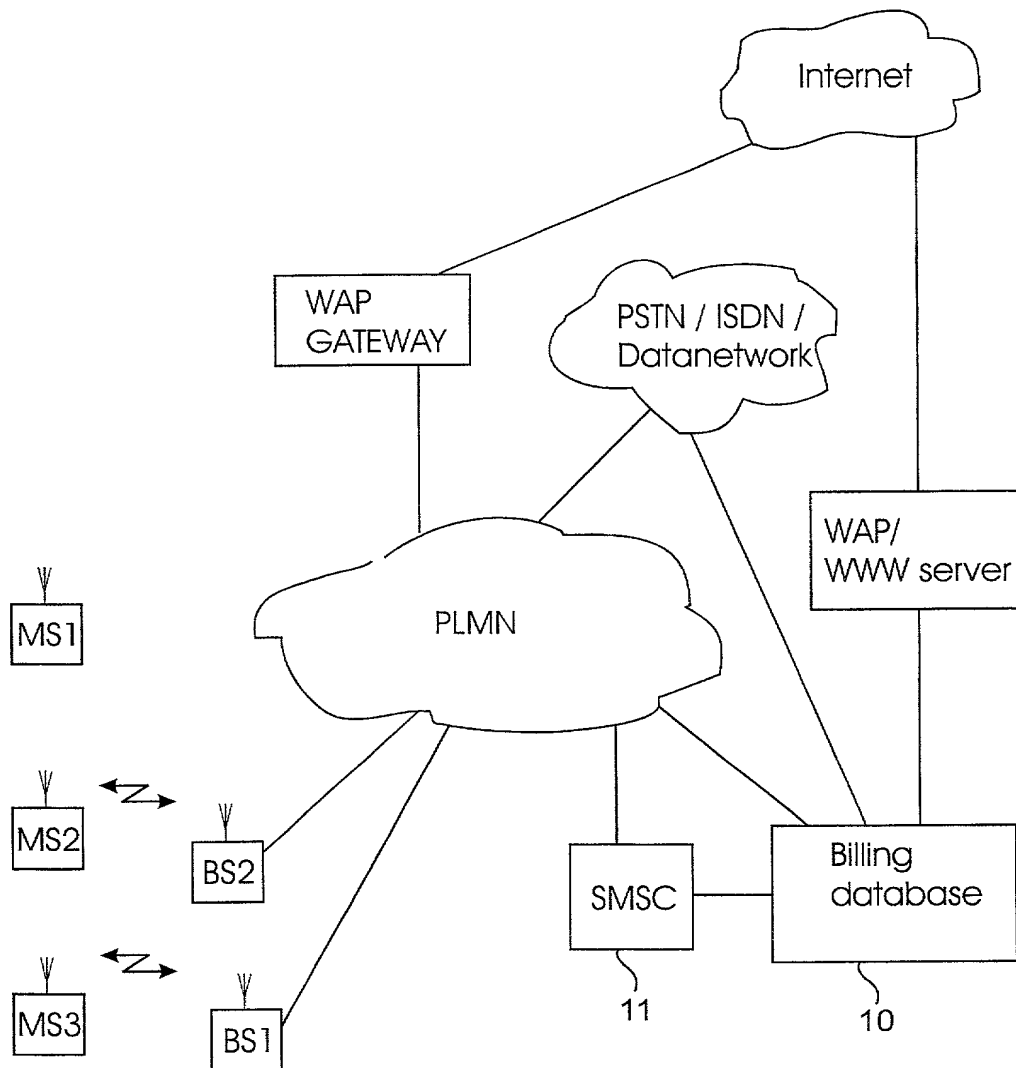 Internet
WAP
GATEWAY
PSTN / ISDN /
Datanetwork
WAP/
WWW server
PLMN
MS1
MS2
BS2
SMSC
Billing
database
MS3
BS1
11
10